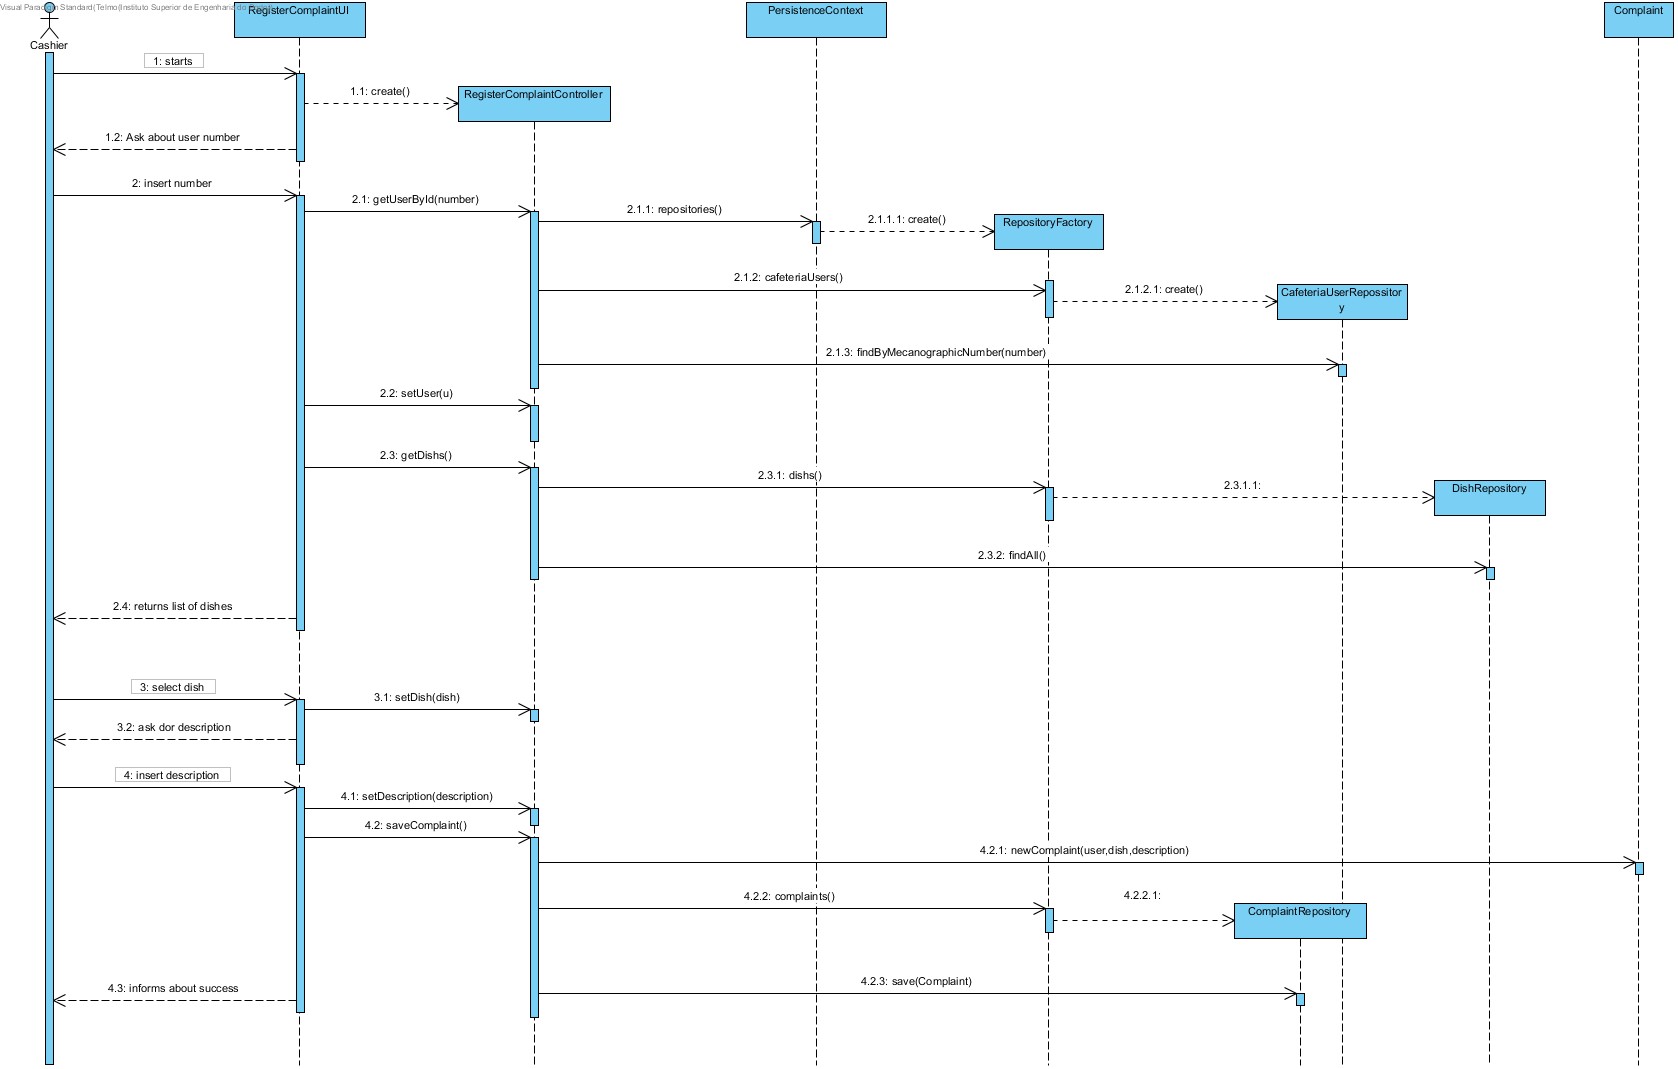 Visual Paradigm Standard(Telmo(Instituto Superior de Engenharia do
RegisterComplaintUI
PersistenceContext
Complaint
Cashier
1: starts
1.1: create()
RegisterComplaintController
1.2: Ask about user number
2: insert number
2.1: getUserById(number)
2.1.1: repositories()
2.1.1.1: create()
RepositoryFactory
2.1.2: cafeteriaUsers()
2.1.2.1: create()
CafeteriaUserRepossitor
y
2.1.3: findByMecanographicNumber(number)
2.2: setUser(u)
2.3: getDishs()
2.3.1: dishs()
2.3.1.1:
DishRepository
2.3.2: findAll()
2.4: returns list of dishes
3: select dish
3.1: setDish(dish)
3.2: ask dor description
4: insert description
4.1: setDescription(description)
4.2: saveComplaint()
4.2.1: newComplaint(user,dish,description)
4.2.2: complaints()
4.2.2.1:
ComplaintRepository
4.2.3: save(Complaint)
4.3: informs about success